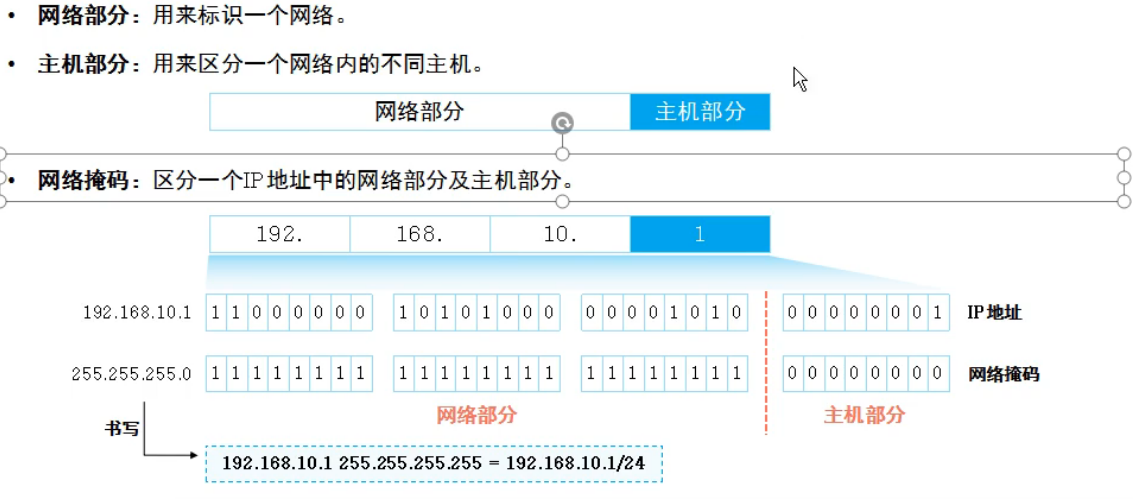 • 网络部分：用来标识一个网络。
• 主机部分：用来区分一个网络内的不同主机。
网络部分 主机部分
• 网络掩码：区分一个IP地址中的网络部分及主机部分。
192. 168. 10. 1
192.168.10.1 1 1 0 0 0 0 0 0 1 0 1 0 1 0 0 0 0 0 0 0 1 0 1 0 0 0 0 0 0 0 0 1 IP地址
255.255.255.0 1 1 1 1 1 1 1 1 1 1 1 1 1 1 1 1 1 1 1 1 1 1 1 1 0 0 0 0 0 0 0 0 网络掩码
网络部分 主机部分
书写
192.168.10.1 255.255.255.255 = 192.168.10.1/24